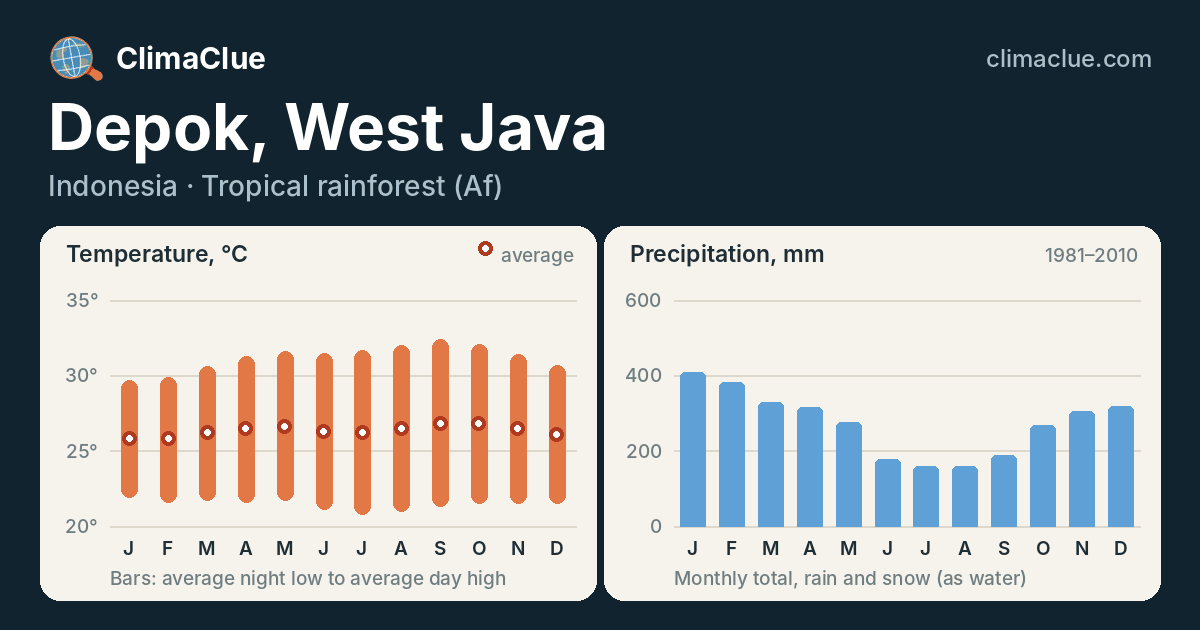 ClimaClue
climaclue.com
Depok, West Java
Indonesia · Tropical rainforest (Af)
Temperature, °C
average
35°
30°
25°
20°
J F M A M J J A S O N D
Bars: average night low to average day high
Precipitation, mm
1981–2010
600
400
200
0
J F M A M J J A S O N D
Monthly total, rain and snow (as water)